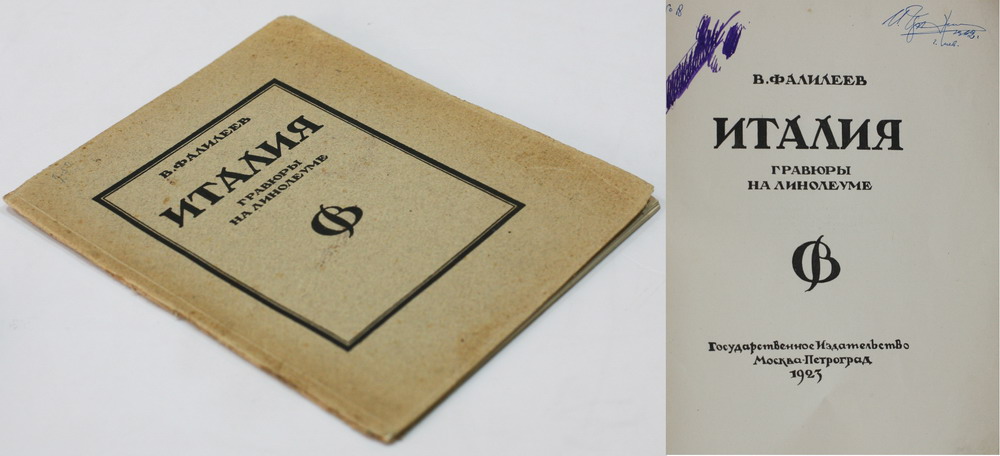 В. ФАЛИЛЕЕВ
ИТАЛИЯ
ГРАВЮРЫ
НА ЛИНОЛЕУМЕ
В. ФАЛИЛЕЕВ
ИТАЛИЯ
ГРАВЮРЫ
НА ЛИНОЛЕУМЕ
Государственное Издательство
Москва-Петроград
1923